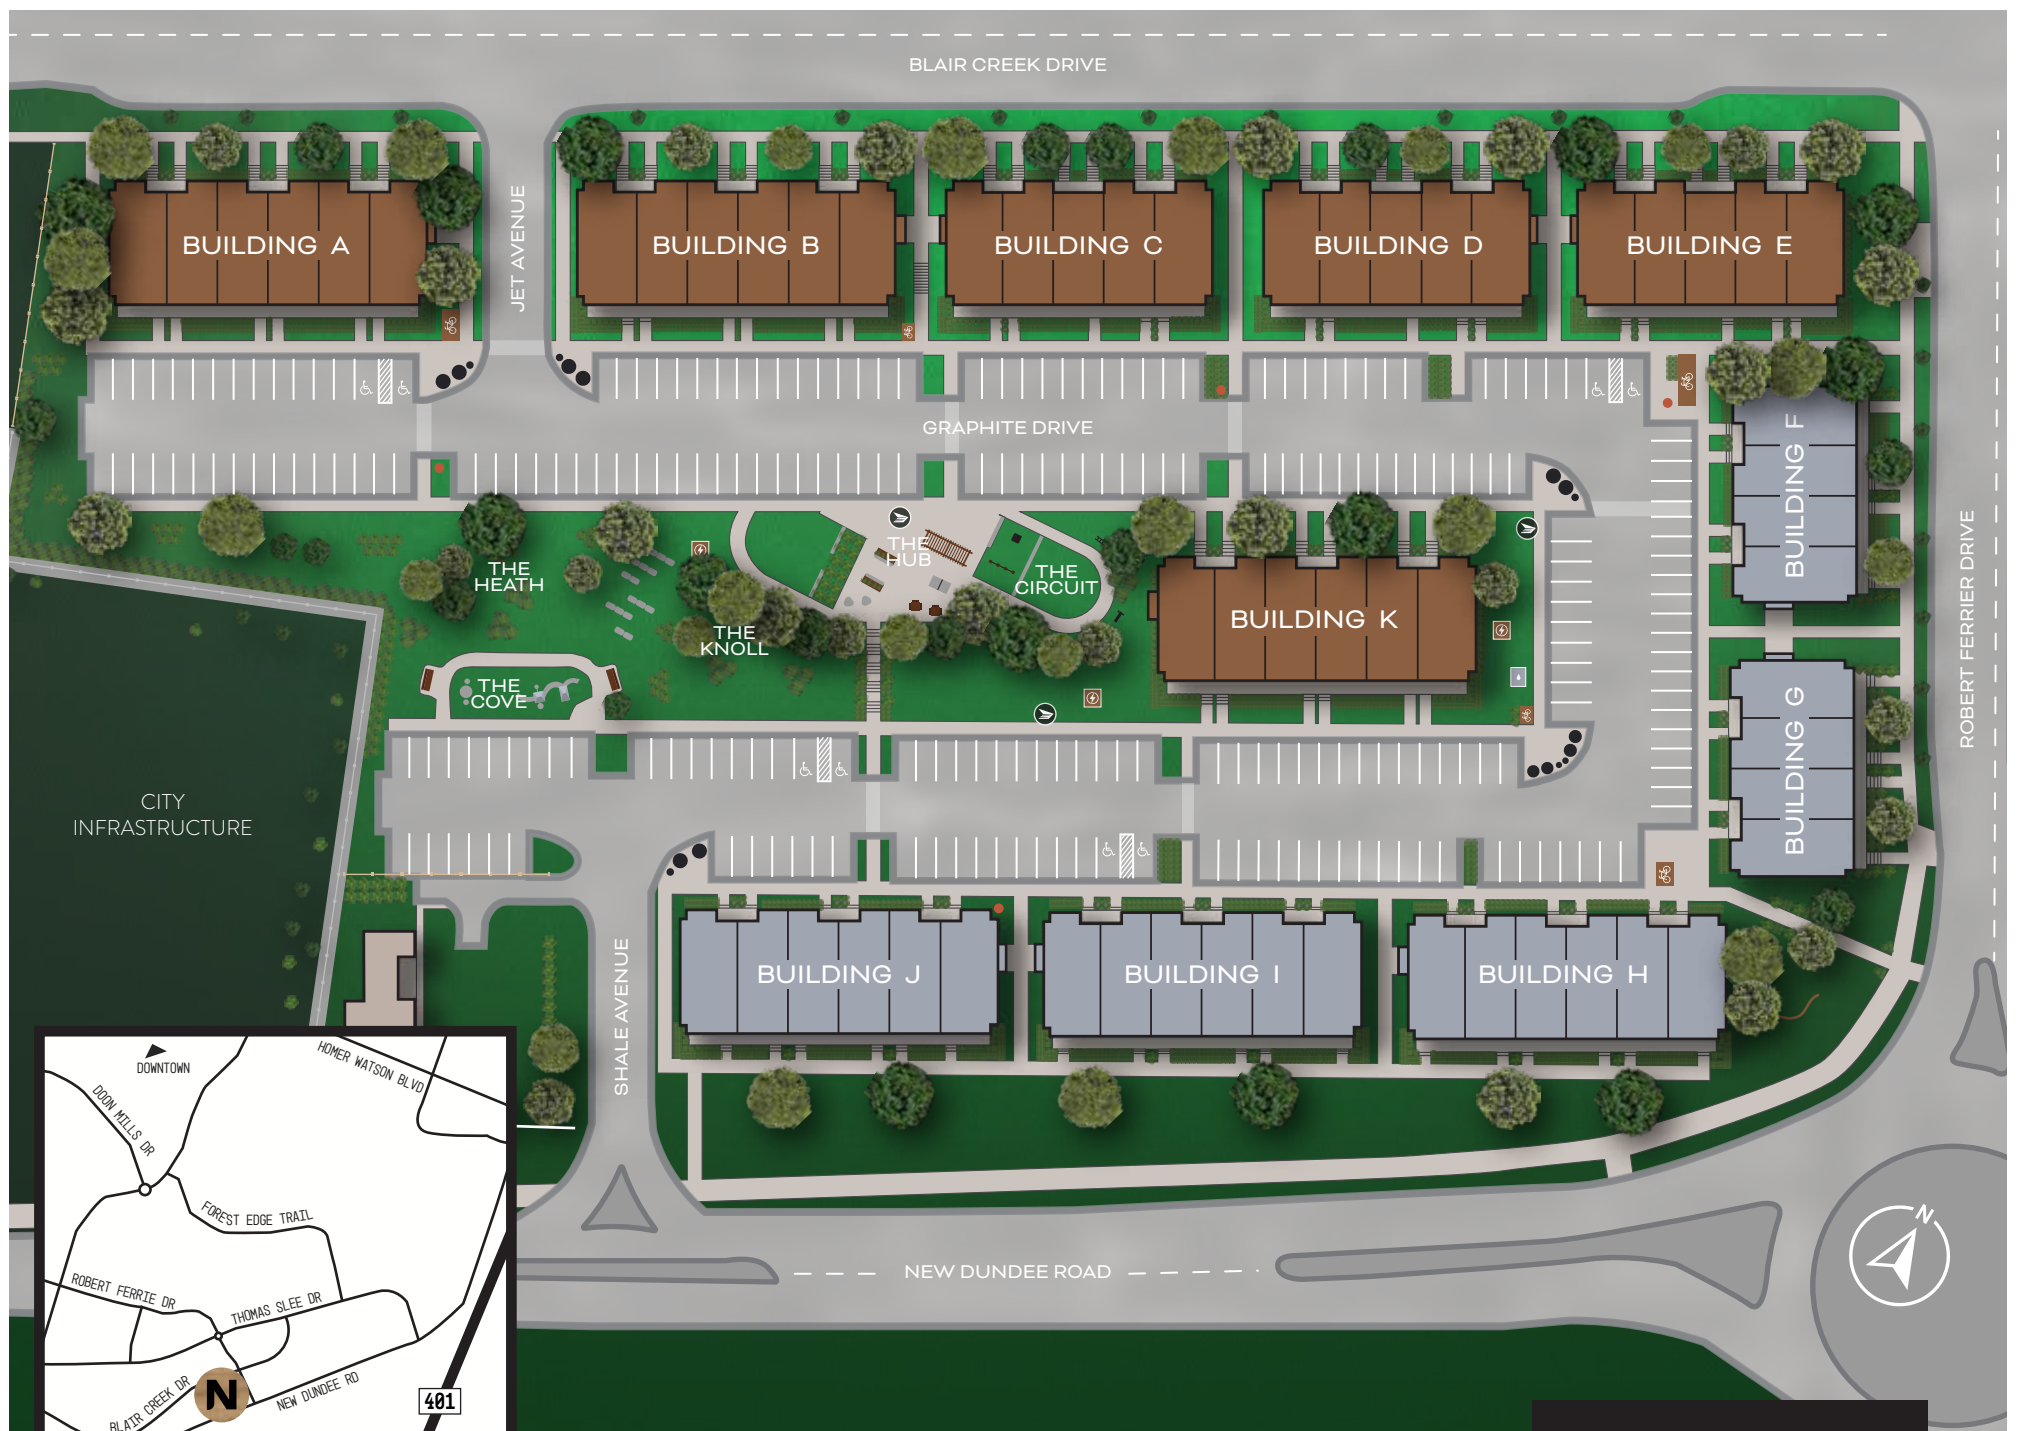 BLAIR CREEK DRIVE
BUILDING A
JET AVENUE
BUILDING B
BUILDING C
BUILDING D
BUILDING E
GRAPHITE DRIVE
BUILDING F
ROBERT FERRIER DRIVE
THE
HEATH
THE
HUB
THE
CIRCUIT
THE
KNOLL
BUILDING K
THE
COVE
BUILDING G
CITY
INFRASTRUCTURE
SHALE AVENUE
BUILDING J
BUILDING I
BUILDING H
NEW DUNDEE ROAD
N
DOWNTOWN
HOMER WATSON BLVD
DOON MILLS DR
FOREST EDGE TRAIL
ROBERT FERRIE DR
THOMAS SLEE DR
BLAIR CREEK DR
N
NEW DUNDEE RD
401